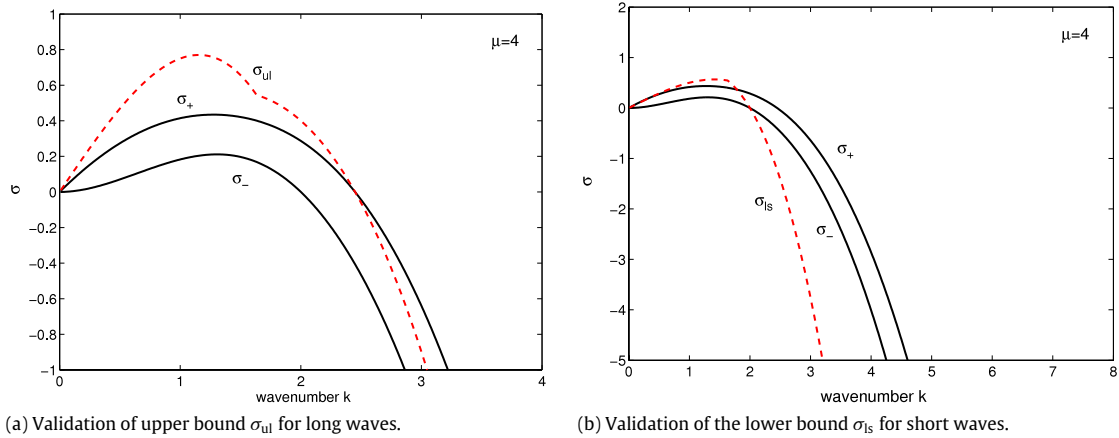 1
0.8
0.6
0.4
0.2
0
−0.2
−0.4
−0.6
−0.8
−1
σ
μ=4
σul
σ+
σ−
0 1 2 3 4
wavenumber k
(a) Validation of upper bound σul for long waves.
2
1
0
−1
−2
−3
−4
−5
σ
μ=4
σ+
σls
σ−
0 1 2 3 4 5 6 7 8
wavenumber k
(b) Validation of the lower bound σls for short waves.